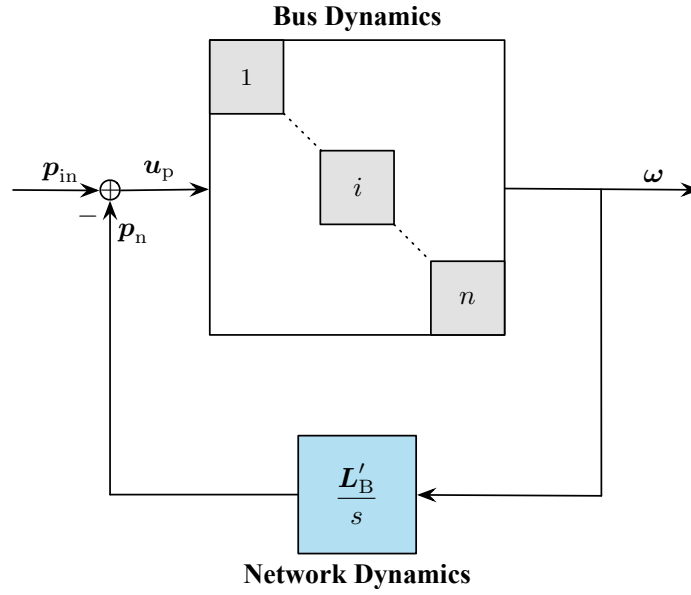 Bus Dynamics
1
p_in
u_p
i
ω
−
p_n
n
L′_B
s
Network Dynamics